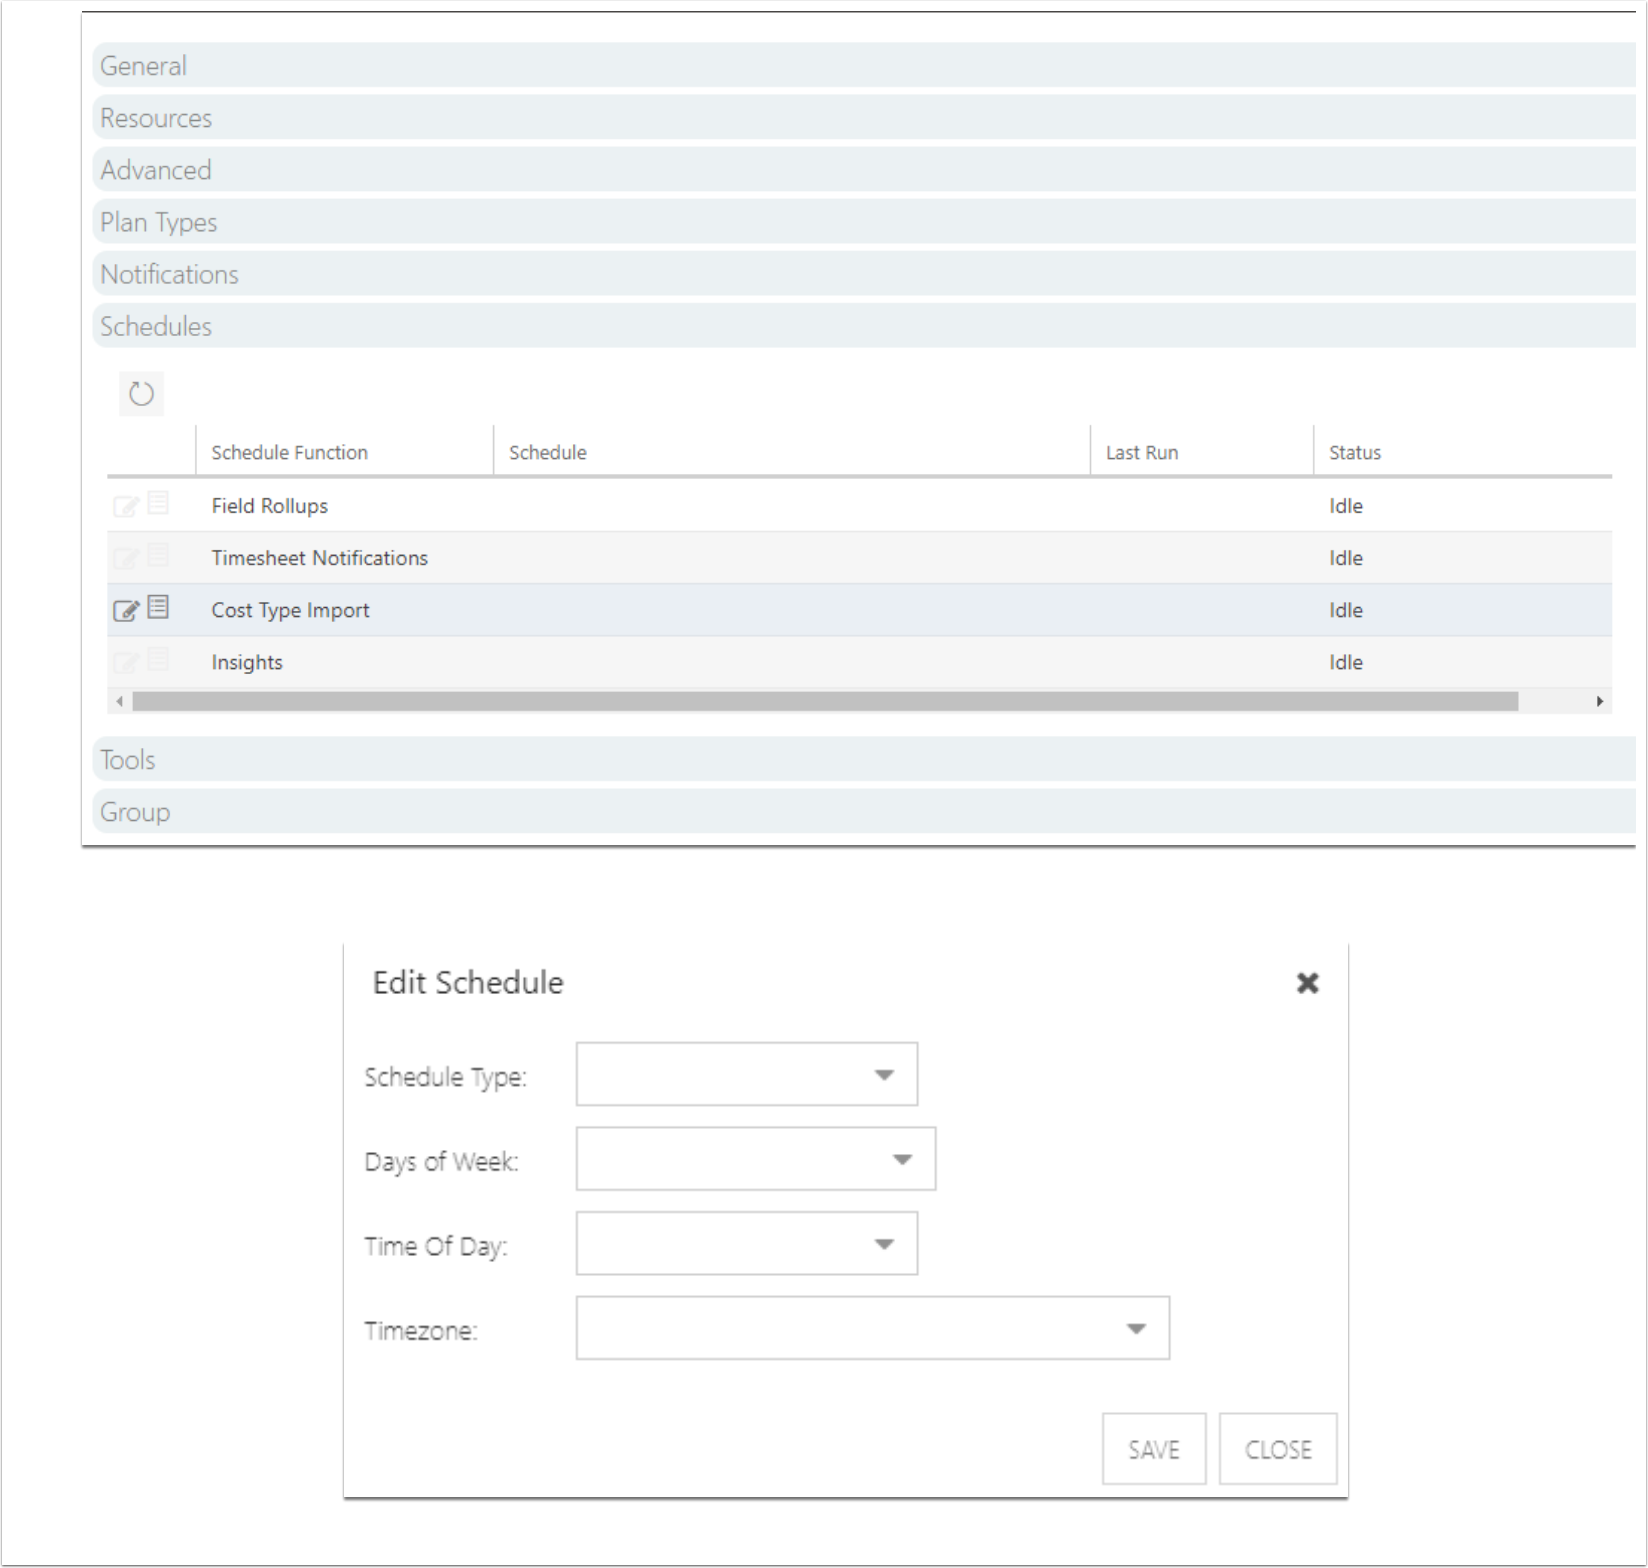 General
Resources
Advanced
Plan Types
Notifications
Schedules
Schedule Function Schedule Last Run Status
Field Rollups Idle
Timesheet Notifications Idle
Cost Type Import Idle
Insights Idle
Tools
Group
Edit Schedule
Schedule Type:
Days of Week:
Time Of Day:
Timezone:
SAVE CLOSE